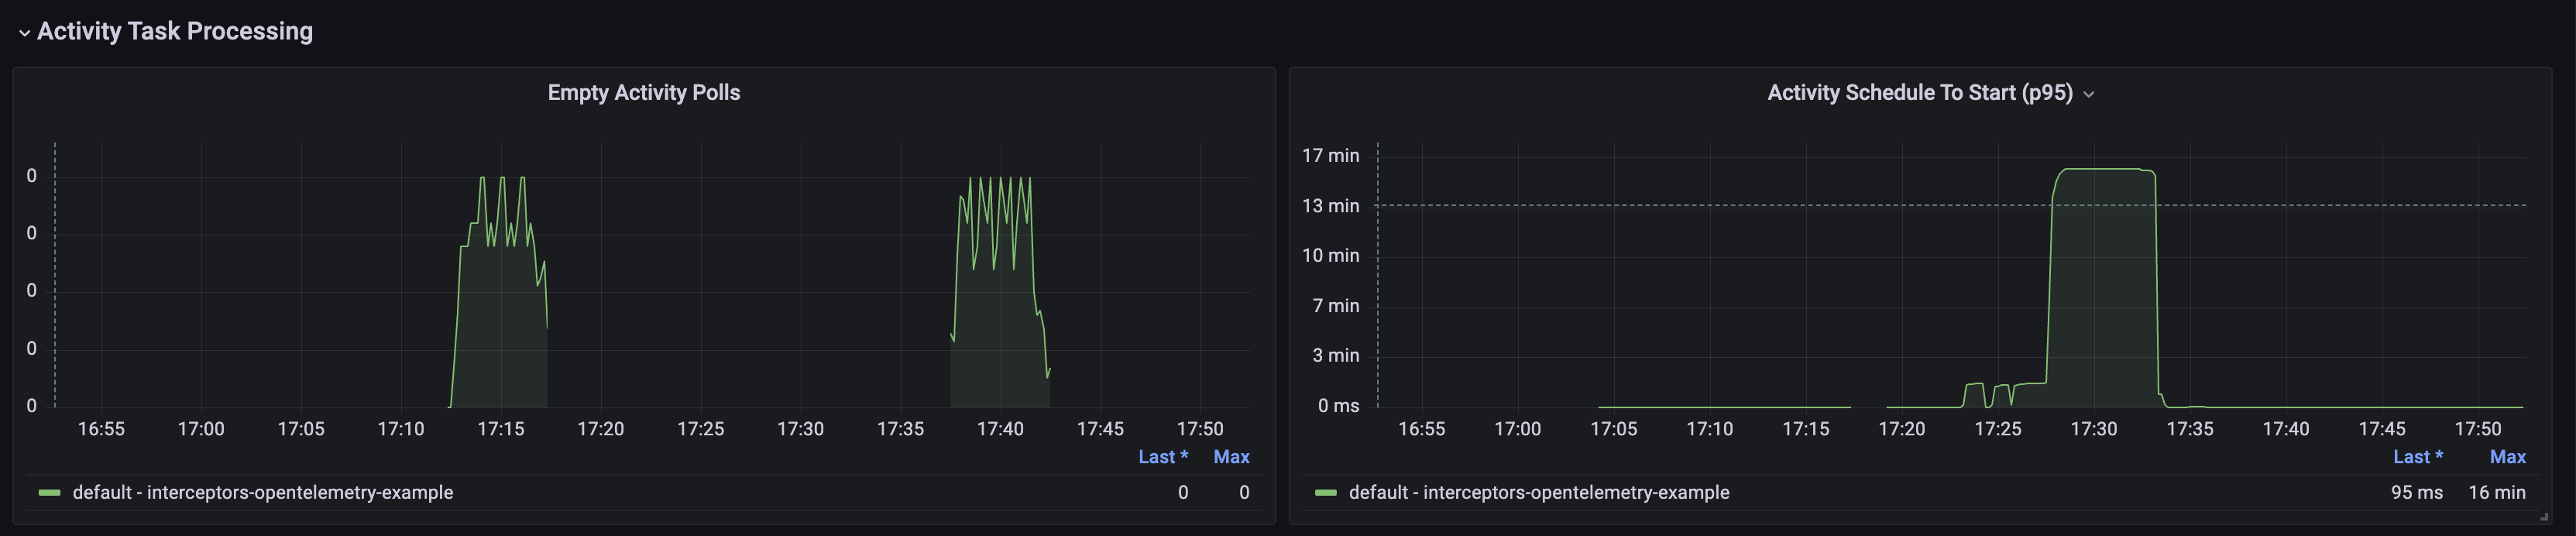 Activity Task Processing
Empty Activity Polls
0
0
0
0
0
16:55 17:00 17:05 17:10 17:15 17:20 17:25 17:30 17:35 17:40 17:45 17:50
Last * Max
default - interceptors-opentelemetry-example 0 0
Activity Schedule To Start (p95)
17 min
13 min
10 min
7 min
3 min
0 ms
16:55 17:00 17:05 17:10 17:15 17:20 17:25 17:30 17:35 17:40 17:45 17:50
Last * Max
default - interceptors-opentelemetry-example 95 ms 16 min